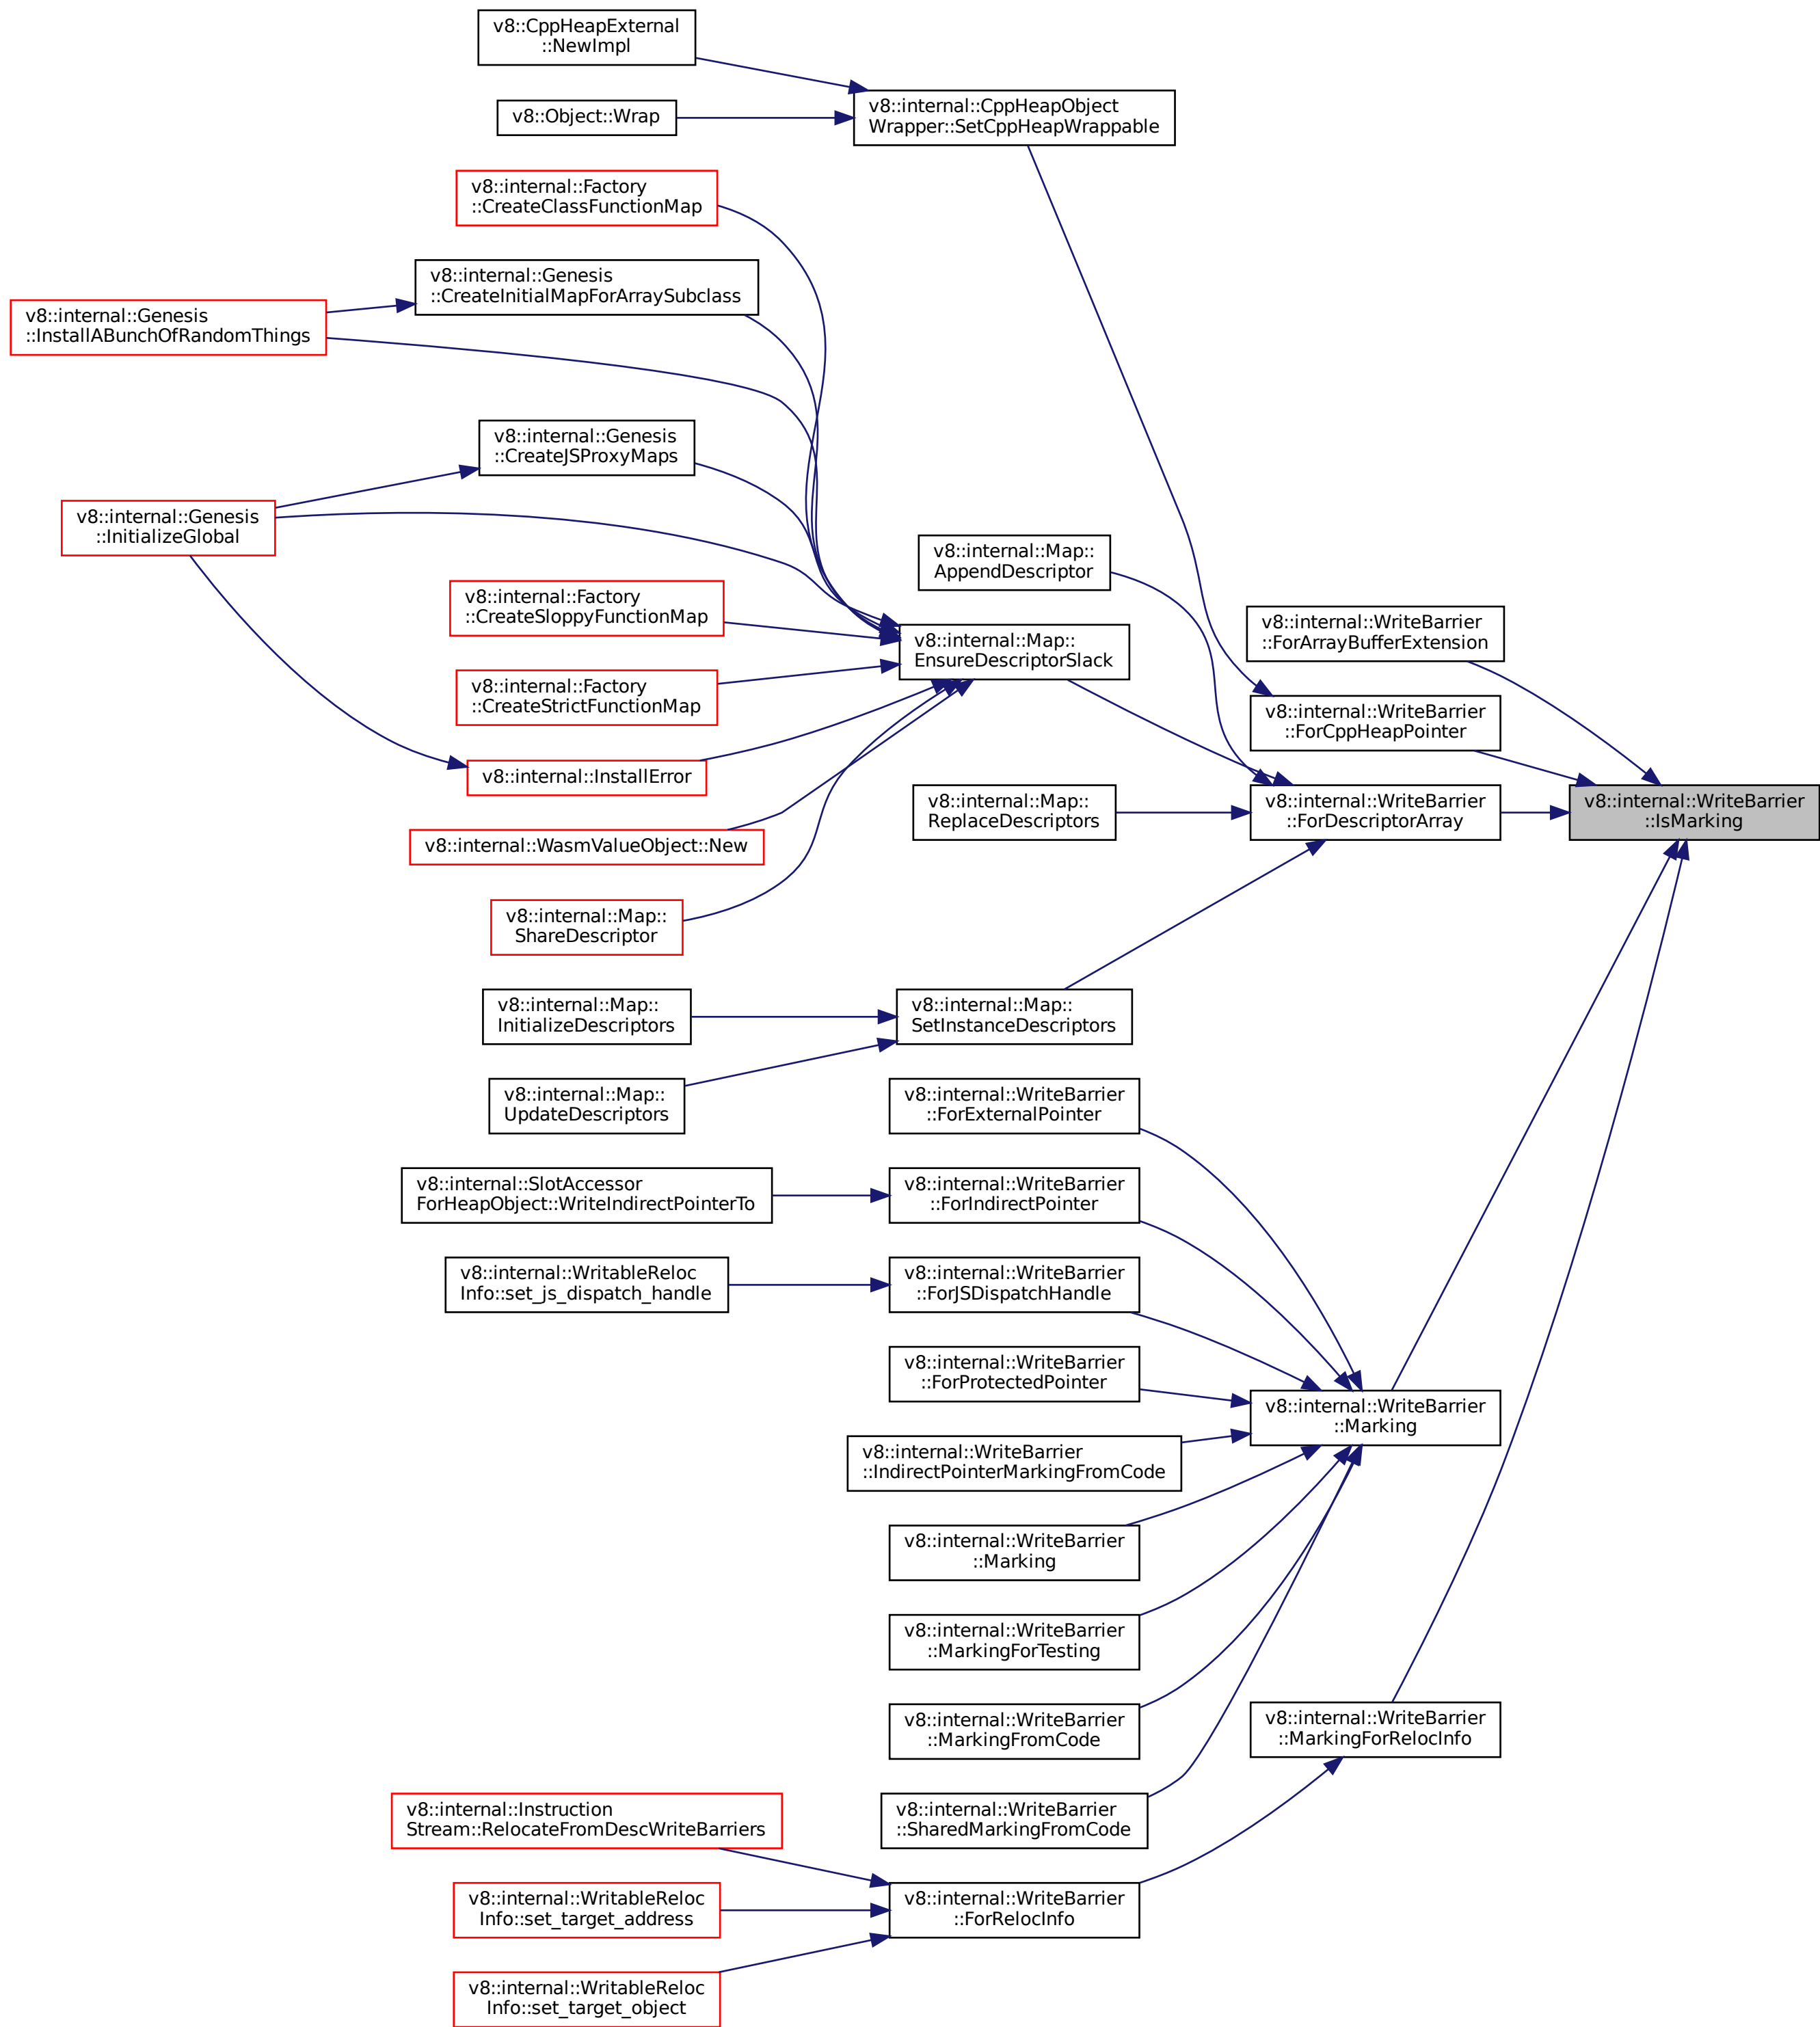 v8::CppHeapExternal
::NewImpl
v8::internal::CppHeapObject
Wrapper::SetCppHeapWrappable
v8::Object::Wrap
v8::internal::Factory
::CreateClassFunctionMap
v8::internal::Genesis
::CreateInitialMapForArraySubclass
v8::internal::Genesis
::InstallABunchOfRandomThings
v8::internal::Genesis
::CreateJSProxyMaps
v8::internal::Genesis
::InitializeGlobal
v8::internal::Map::
AppendDescriptor
v8::internal::Factory
::CreateSloppyFunctionMap
v8::internal::WriteBarrier
::ForArrayBufferExtension
v8::internal::Map::
EnsureDescriptorSlack
v8::internal::Factory
::CreateStrictFunctionMap
v8::internal::WriteBarrier
::ForCppHeapPointer
v8::internal::InstallError
v8::internal::Map::
ReplaceDescriptors
v8::internal::WriteBarrier
::ForDescriptorArray
v8::internal::WriteBarrier
::IsMarking
v8::internal::WasmValueObject::New
v8::internal::Map::
ShareDescriptor
v8::internal::Map::
InitializeDescriptors
v8::internal::Map::
SetInstanceDescriptors
v8::internal::Map::
UpdateDescriptors
v8::internal::WriteBarrier
::ForExternalPointer
v8::internal::SlotAccessor
ForHeapObject::WriteIndirectPointerTo
v8::internal::WriteBarrier
::ForIndirectPointer
v8::internal::WritableReloc
Info::set_js_dispatch_handle
v8::internal::WriteBarrier
::ForJSDispatchHandle
v8::internal::WriteBarrier
::ForProtectedPointer
v8::internal::WriteBarrier
::Marking
v8::internal::WriteBarrier
::IndirectPointerMarkingFromCode
v8::internal::WriteBarrier
::Marking
v8::internal::WriteBarrier
::MarkingForTesting
v8::internal::WriteBarrier
::MarkingFromCode
v8::internal::WriteBarrier
::MarkingForRelocInfo
v8::internal::Instruction
Stream::RelocateFromDescWriteBarriers
v8::internal::WriteBarrier
::SharedMarkingFromCode
v8::internal::WritableReloc
Info::set_target_address
v8::internal::WriteBarrier
::ForRelocInfo
v8::internal::WritableReloc
Info::set_target_object